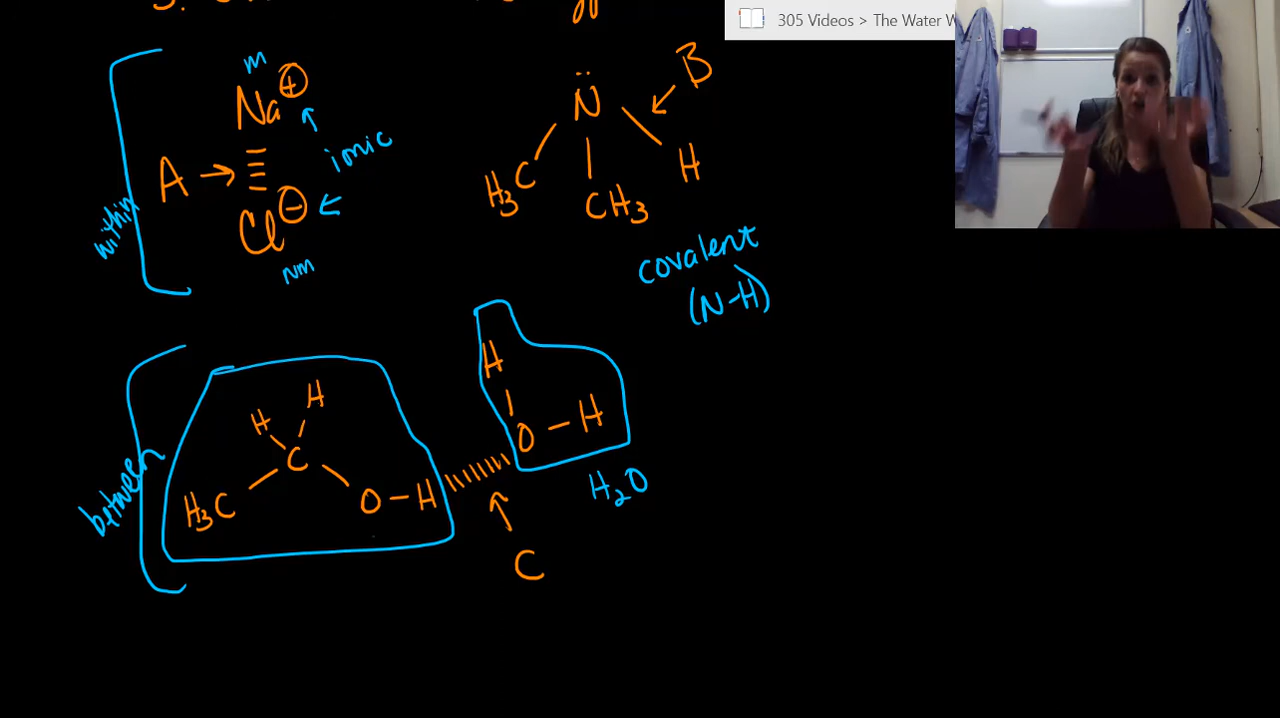 305 Videos > The Water W
m
Na⊕
A →
ionic
Cl⊖
nm
within
N̈
B
H₃C
CH₃
H
covalent
(N-H)
between
H
H
C
H₃C
O-H
H
O-H
H₂O
C